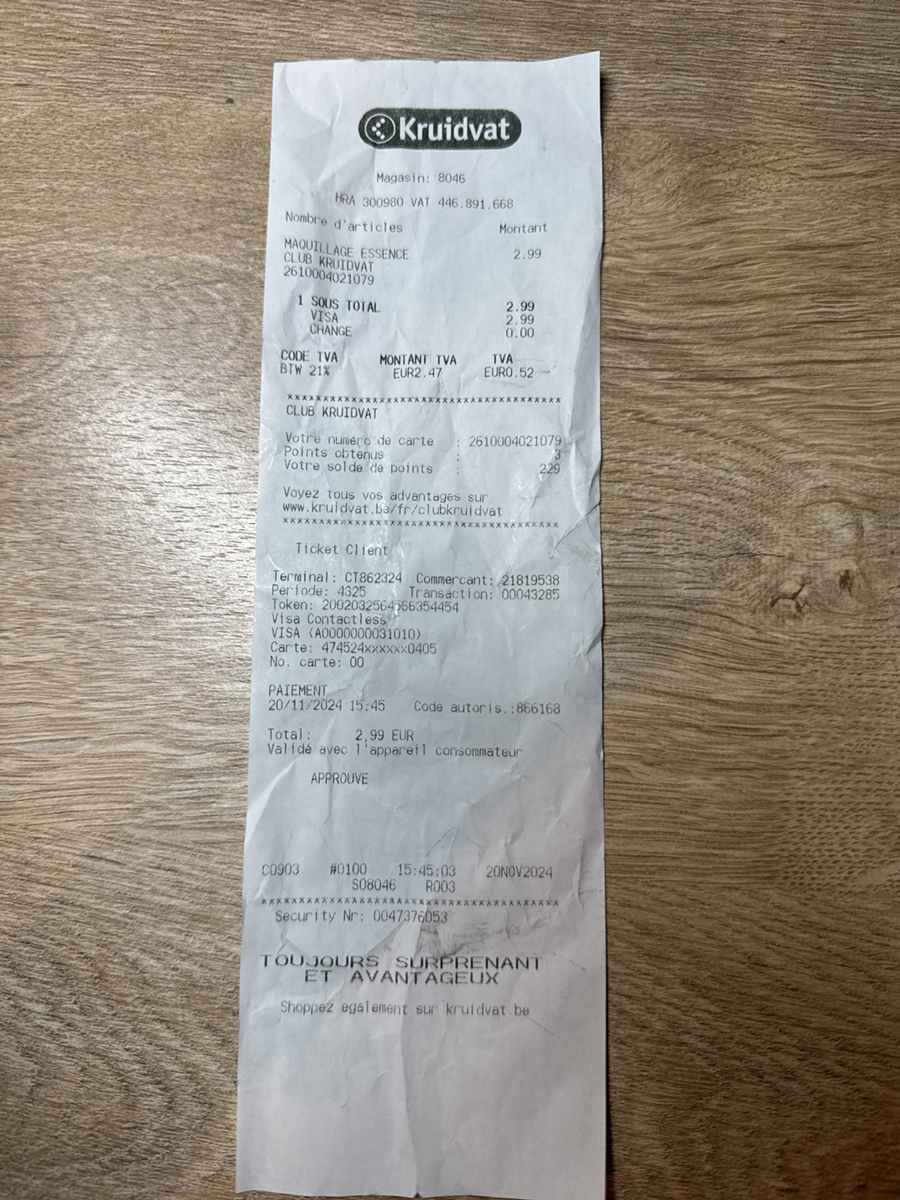 Kruidvat
Magasin: 8046
HRA 300980 VAT 446.891.668
Nombre d'articles Montant
MAQUILLAGE ESSENCE 2.99
CLUB KRUIDVAT
2610004021079
1 SOUS TOTAL 2.99
VISA 2.99
CHANGE 0.00
CODE TVA MONTANT TVA TVA
BTW 21% EUR2.47 EUR0.52
****************************************
CLUB KRUIDVAT
Votre numéro de carte : 2610004021079
Points obtenus : 3
Votre solde de points : 229
Voyez tous vos advantages sur
www.kruidvat.be/fr/clubkruidvat
****************************************
Ticket Client
Terminal: CT862324 Commercant: 21819538
Periode: 4325 Transaction: 00043285
Token: 2002032564566354454
Visa Contactless
VISA (A0000000031010)
Carte: 474524xxxxxx0405
No. carte: 00
PAIEMENT
20/11/2024 15:45 Code autoris.:866168
Total: 2,99 EUR
Validé avec l'appareil consommateur
APPROUVE
C0903 #0100 15:45:03 20NOV2024
S08046 R003
****************************************
Security Nr: 0047376053
TOUJOURS SURPRENANT
ET AVANTAGEUX
Shoppez également sur kruidvat.be